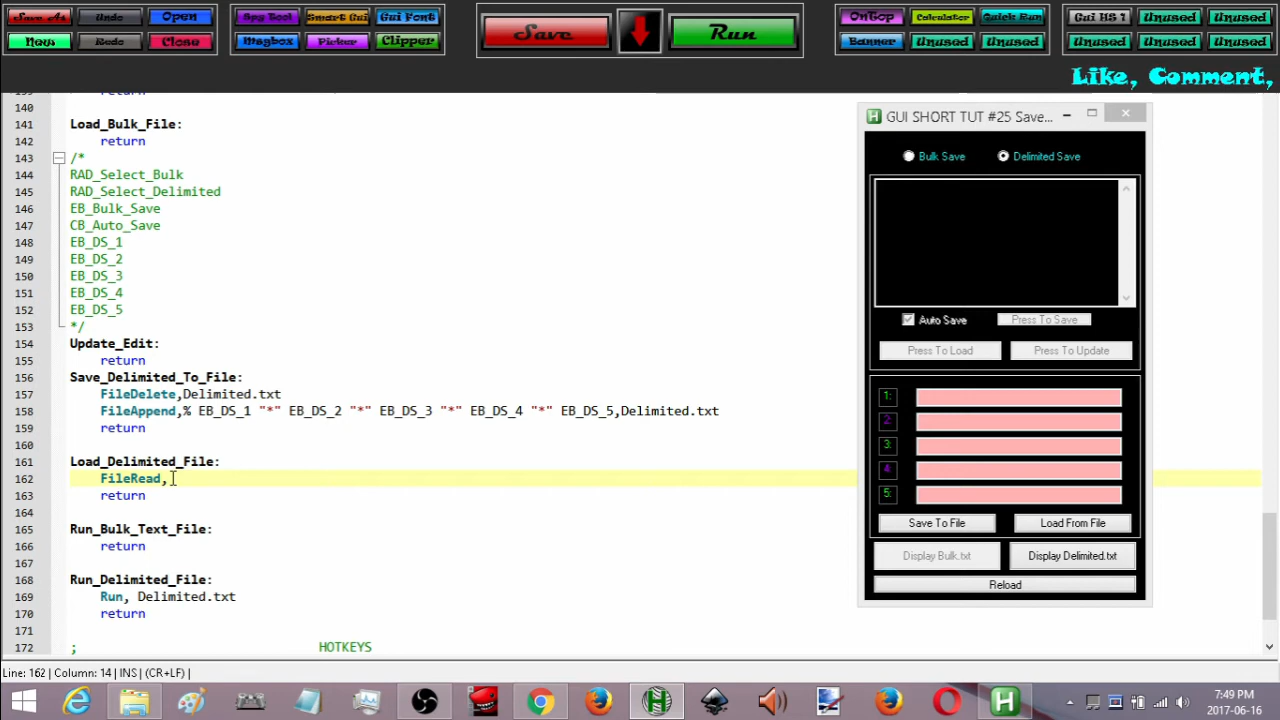 Save As Undo Open Spy Tool Smart Gui Gui Font Save Run OnTop Calculator Quick Run Gui HS 1 Unused Unused
New Redo Close Msgbox Picker Clipper Banner Unused Unused Unused Unused Unused
Like, Comment,
140
141 Load_Bulk_File:
142 return
143 /*
144 RAD_Select_Bulk
145 RAD_Select_Delimited
146 EB_Bulk_Save
147 CB_Auto_Save
148 EB_DS_1
149 EB_DS_2
150 EB_DS_3
151 EB_DS_4
152 EB_DS_5
153 */
154 Update_Edit:
155 return
156 Save_Delimited_To_File:
157 FileDelete,Delimited.txt
158 FileAppend,% EB_DS_1 "*" EB_DS_2 "*" EB_DS_3 "*" EB_DS_4 "*" EB_DS_5,Delimited.txt
159 return
160
161 Load_Delimited_File:
162 FileRead,
163 return
164
165 Run_Bulk_Text_File:
166 return
167
168 Run_Delimited_File:
169 Run, Delimited.txt
170 return
171
172 ; HOTKEYS
GUI SHORT TUT #25 Save...
Bulk Save Delimited Save
Auto Save Press To Save
Press To Load Press To Update
1:
2:
3:
4:
5:
Save To File Load From File
Display Bulk.txt Display Delimited.txt
Reload
Line: 162 | Column: 14 | INS | (CR+LF) |
7:49 PM
2017-06-16